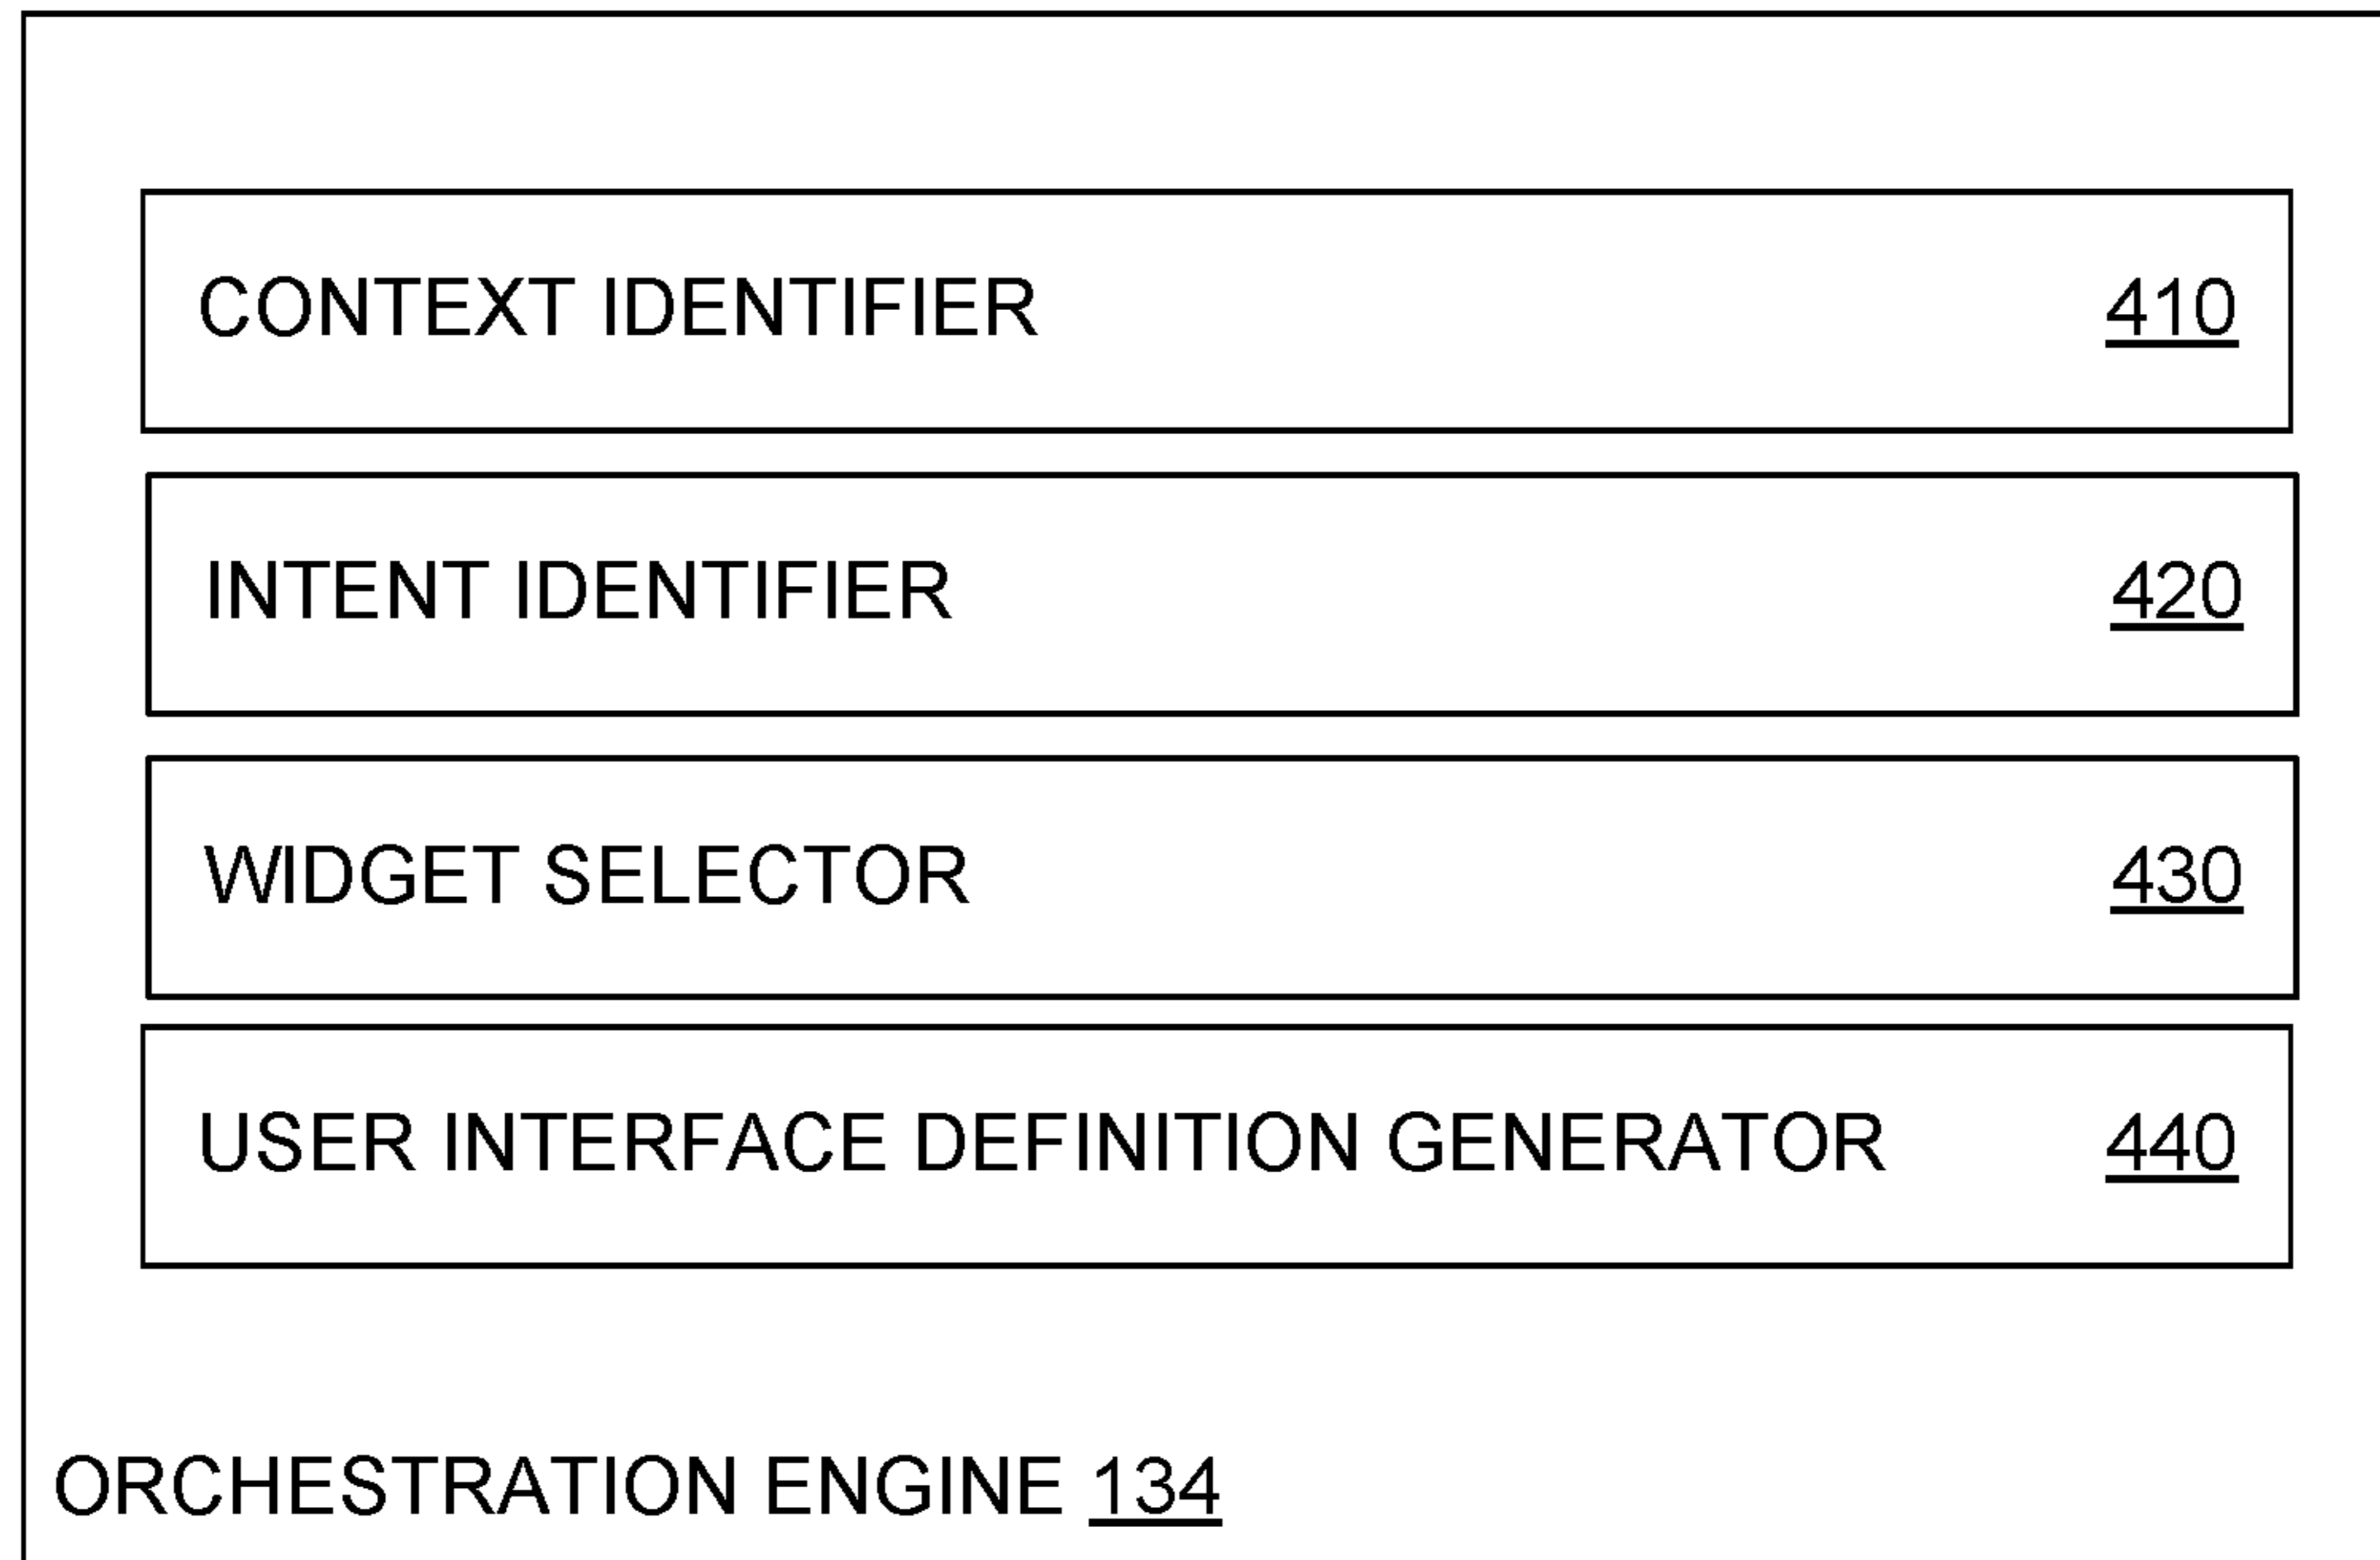 CONTEXT IDENTIFIER 410
INTENT IDENTIFIER 420
WIDGET SELECTOR 430
USER INTERFACE DEFINITION GENERATOR 440
ORCHESTRATION ENGINE 134